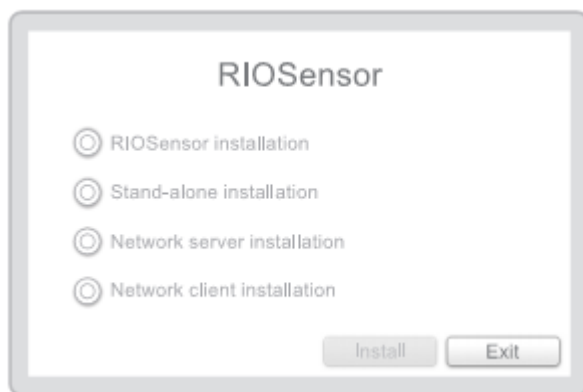 RIOSensor
RIOSensor installation
Stand-alone installation
Network server installation
Network client installation
Install Exit